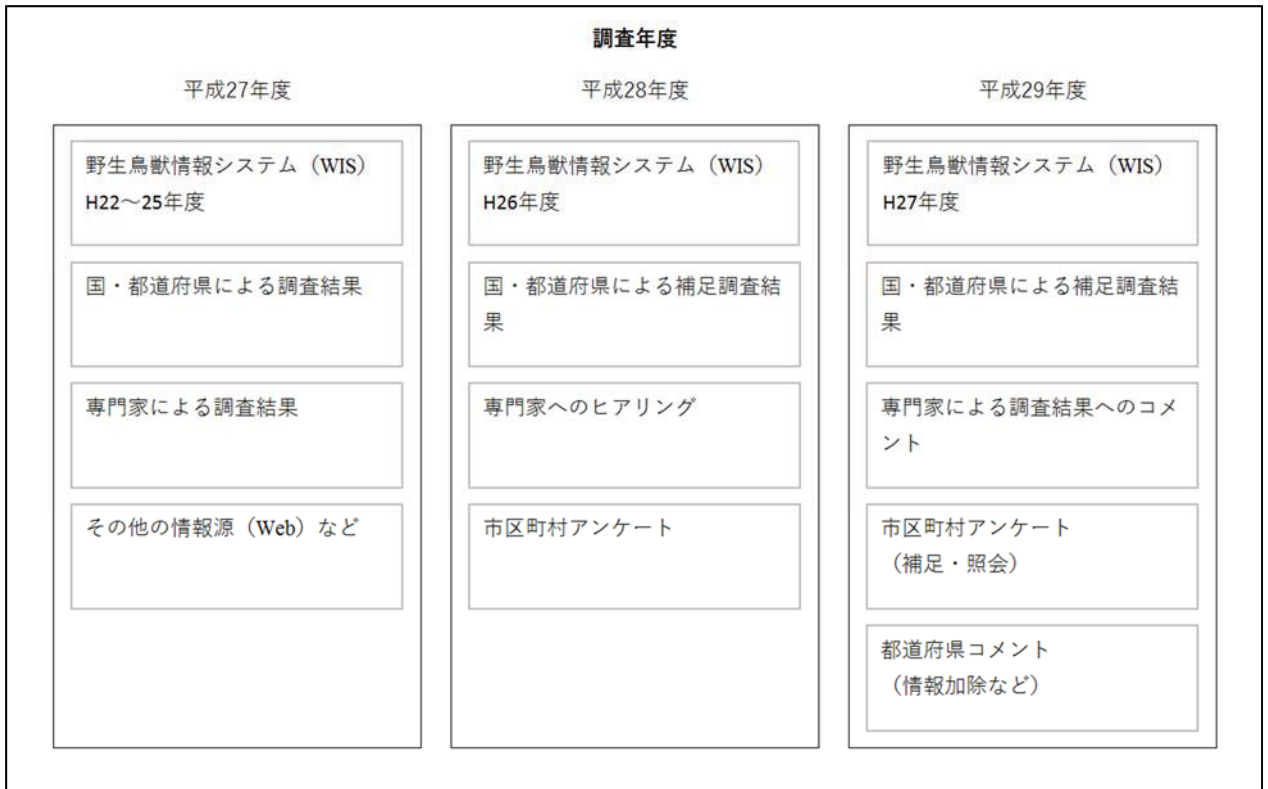 調査年度
平成27年度
平成28年度
平成29年度
野生鳥獣情報システム（WIS）
H22～25年度
国・都道府県による調査結果
専門家による調査結果
その他の情報源（Web）など
野生鳥獣情報システム（WIS）
H26年度
国・都道府県による補足調査結
果
専門家へのヒアリング
市区町村アンケート
野生鳥獣情報システム（WIS）
H27年度
国・都道府県による補足調査結
果
専門家による調査結果へのコメ
ント
市区町村アンケート
（補足・照会）
都道府県コメント
（情報加除など）